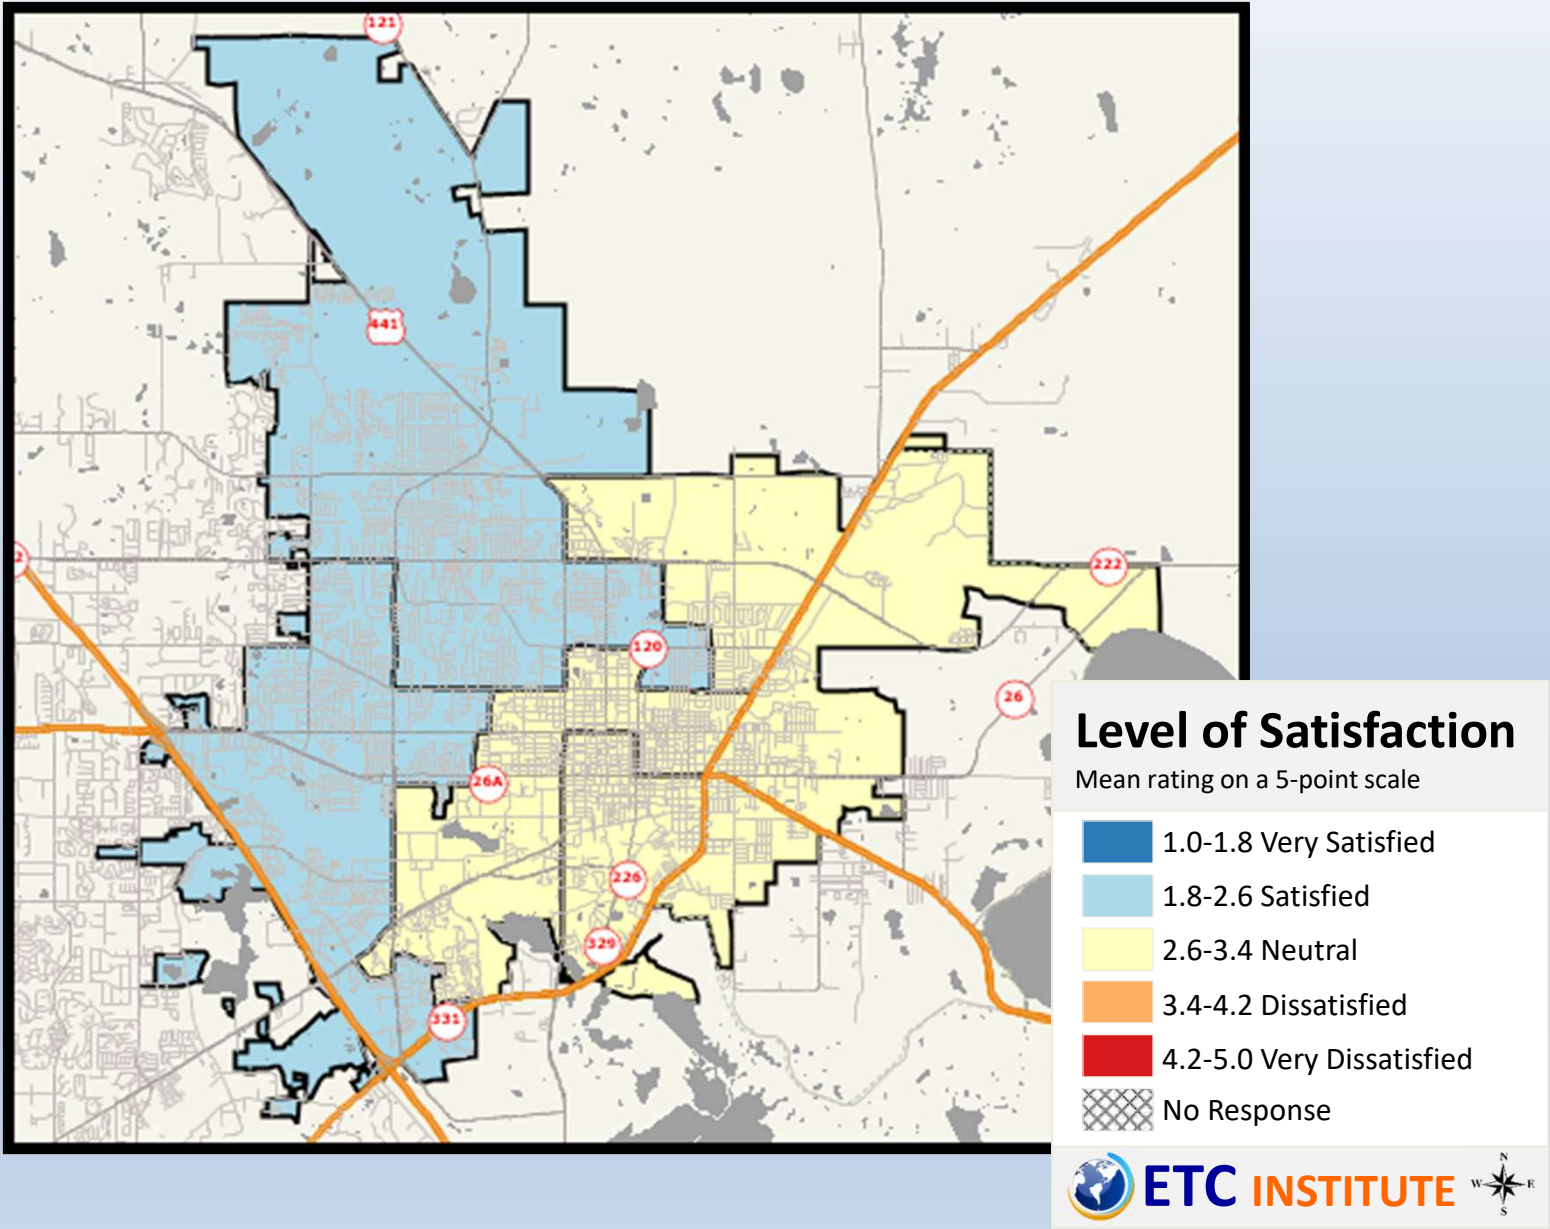 121
441
2
222
120
26
26A
226
329
331
Level of Satisfaction
Mean rating on a 5-point scale
1.0-1.8 Very Satisfied
1.8-2.6 Satisfied
2.6-3.4 Neutral
3.4-4.2 Dissatisfied
4.2-5.0 Very Dissatisfied
No Response
ETC INSTITUTE
N
W E
S